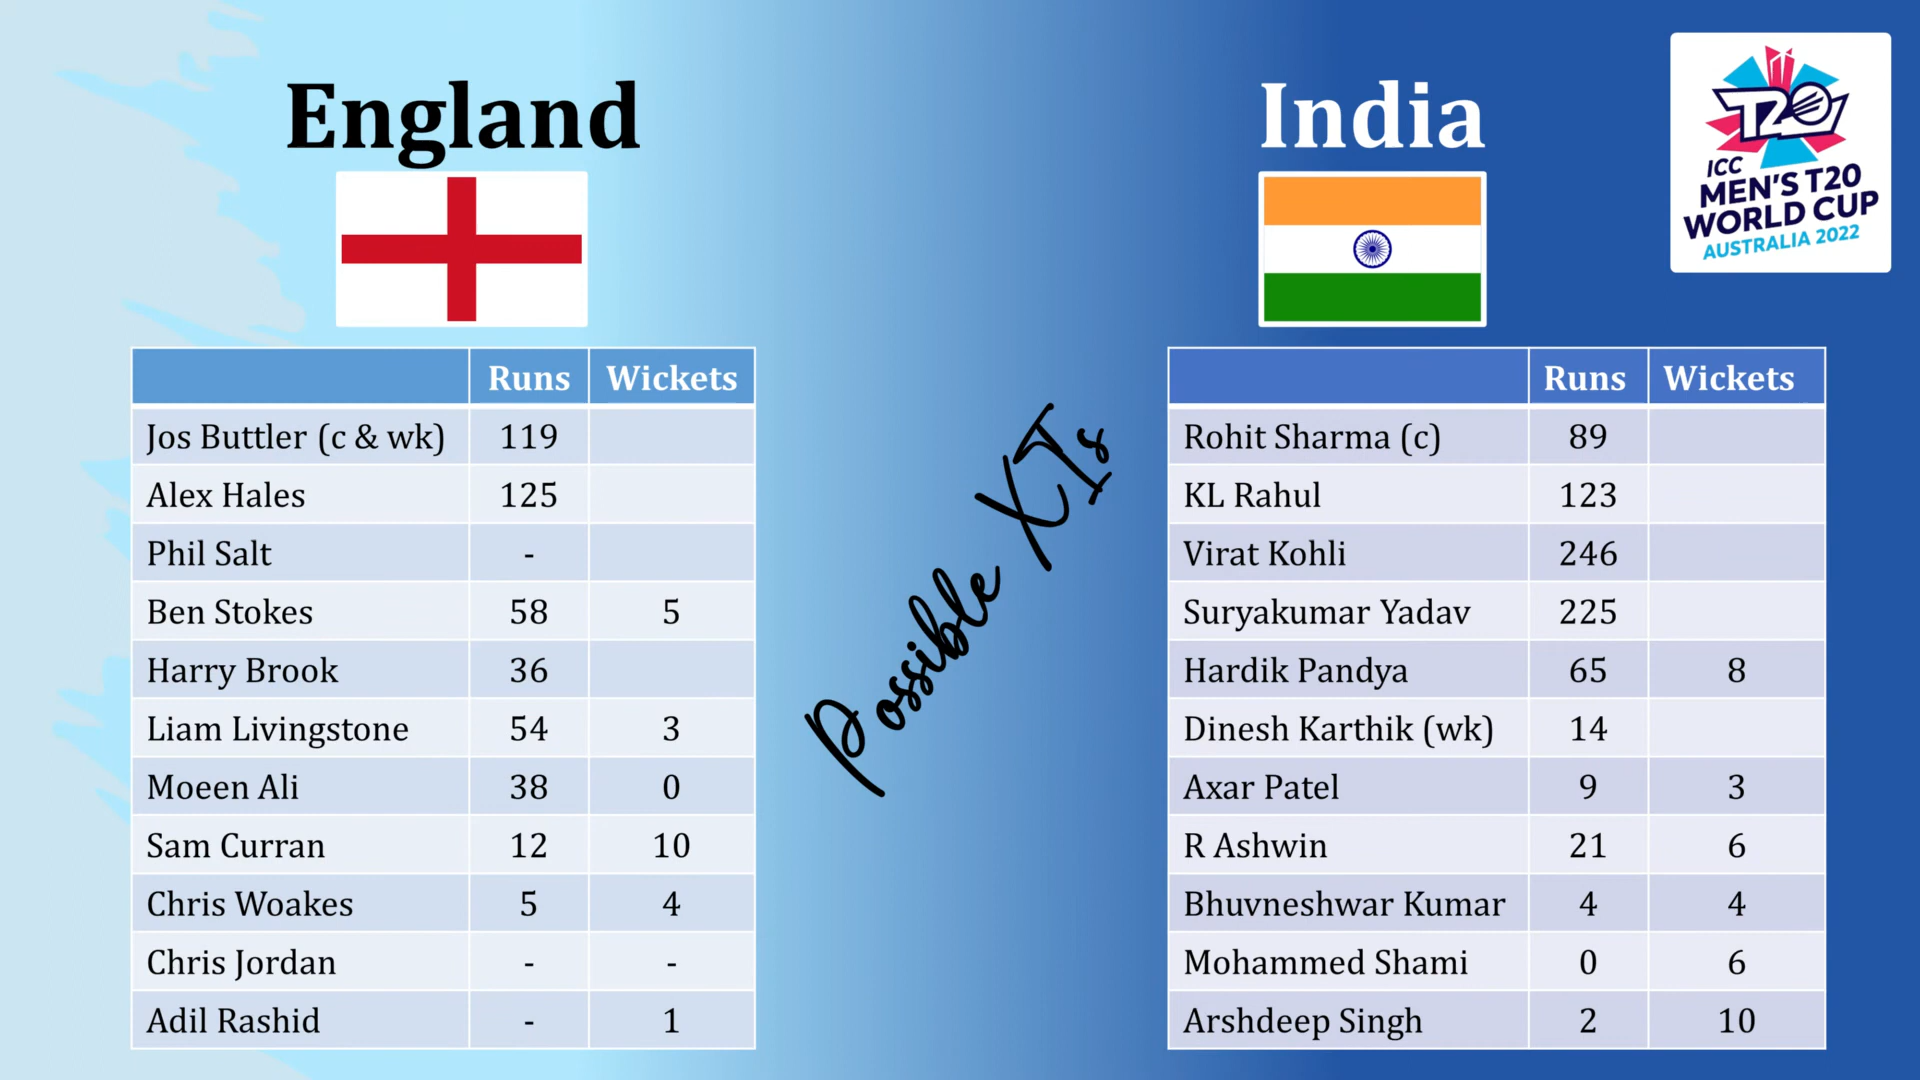 England
India
ICC
MEN'S T20
WORLD CUP
AUSTRALIA 2022
T20
Runs Wickets
Jos Buttler (c & wk) 119
Alex Hales 125
Phil Salt -
Ben Stokes 58 5
Harry Brook 36
Liam Livingstone 54 3
Moeen Ali 38 0
Sam Curran 12 10
Chris Woakes 5 4
Chris Jordan - -
Adil Rashid - 1
Possible XIs
Runs Wickets
Rohit Sharma (c) 89
KL Rahul 123
Virat Kohli 246
Suryakumar Yadav 225
Hardik Pandya 65 8
Dinesh Karthik (wk) 14
Axar Patel 9 3
R Ashwin 21 6
Bhuvneshwar Kumar 4 4
Mohammed Shami 0 6
Arshdeep Singh 2 10